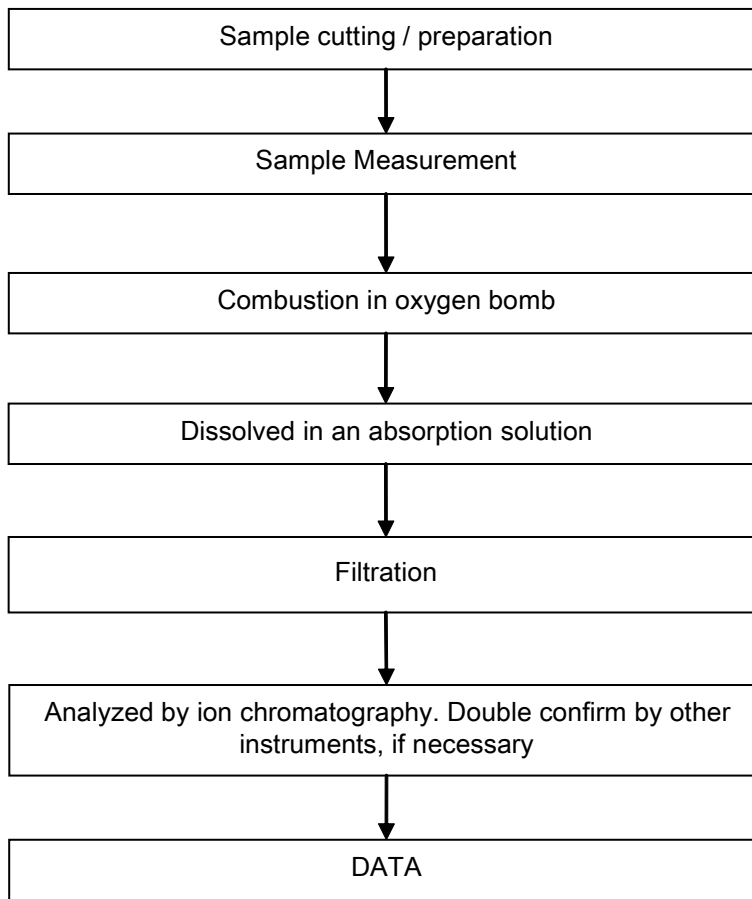 Sample cutting / preparation
Sample Measurement
Combustion in oxygen bomb
Dissolved in an absorption solution
Filtration
Analyzed by ion chromatography. Double confirm by other
instruments, if necessary
DATA